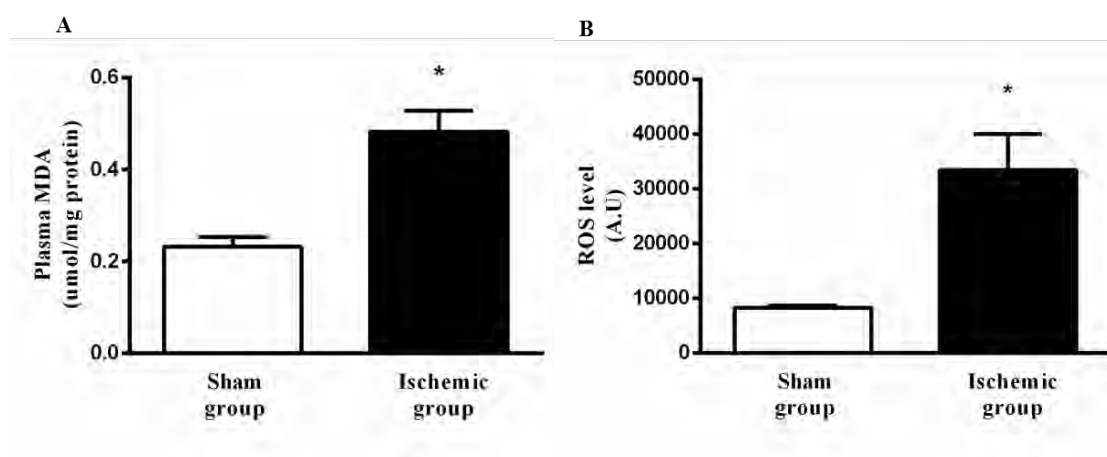 A
Plasma MDA
(umol/mg protein)
0.6
0.4
0.2
0.0
*
Sham
group
Ischemic
group
B
ROS level
(A.U)
50000
40000
30000
20000
10000
0
*
Sham
group
Ischemic
group